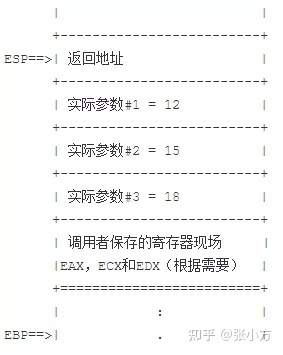 ESP==>| 返回地址
实际参数#1 = 12
实际参数#2 = 15
实际参数#3 = 18
调用者保存的寄存器现场
EAX，ECX和EDX（根据需要）
:
EBP==>| .
知乎 @张小方